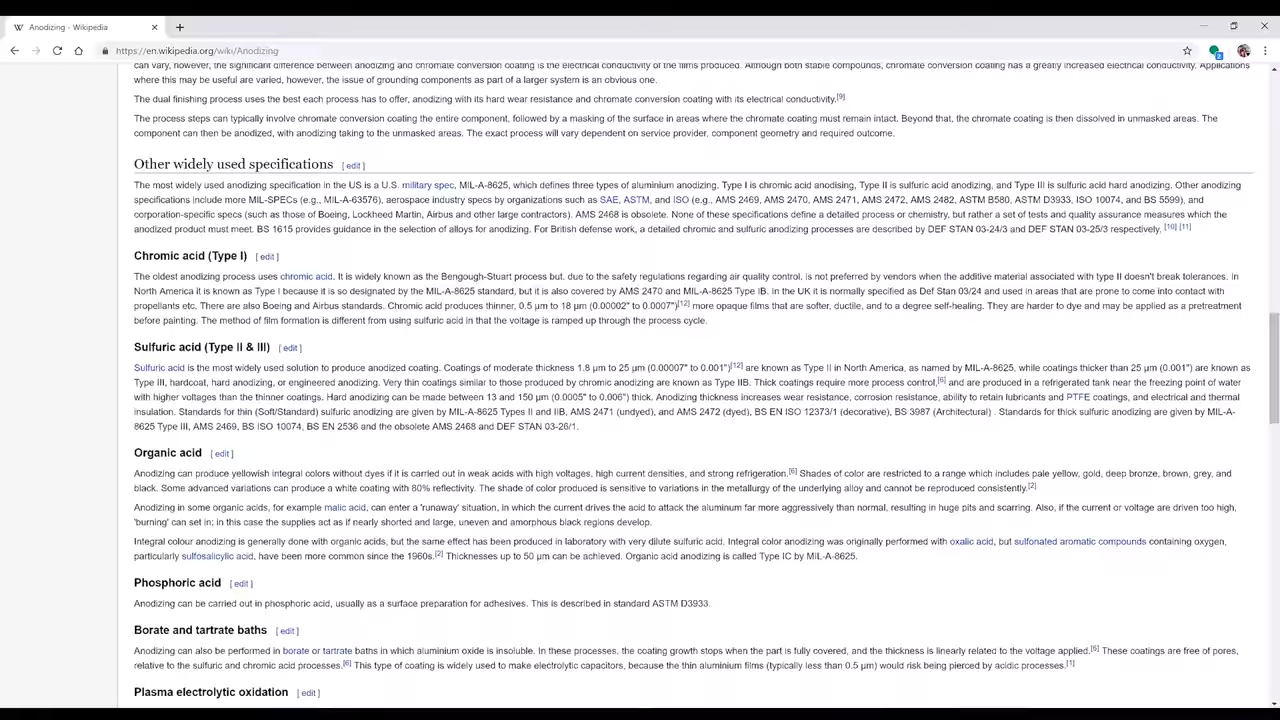 Anodizing - Wikipedia
https://en.wikipedia.org/wiki/Anodizing
2
can vary, however, the significant difference between anodizing and chromate conversion coating is the electrical conductivity of the films produced. Although both stable compounds, chromate conversion coating has a greatly increased electrical conductivity. Applications
where this may be useful are varied, however, the issue of grounding components as part of a larger system is an obvious one.
The dual finishing process uses the best each process has to offer, anodizing with its hard wear resistance and chromate conversion coating with its electrical conductivity.[9]
The process steps can typically involve chromate conversion coating the entire component, followed by a masking of the surface in areas where the chromate coating must remain intact. Beyond that, the chromate coating is then dissolved in unmasked areas. The
component can then be anodized, with anodizing taking to the unmasked areas. The exact process will vary dependent on service provider, component geometry and required outcome.
Other widely used specifications [ edit ]
The most widely used anodizing specification in the US is a U.S. military spec, MIL-A-8625, which defines three types of aluminium anodizing. Type I is chromic acid anodising, Type II is sulfuric acid anodizing, and Type III is sulfuric acid hard anodizing. Other anodizing
specifications include more MIL-SPECs (e.g., MIL-A-63576), aerospace industry specs by organizations such as SAE, ASTM, and ISO (e.g., AMS 2469, AMS 2470, AMS 2471, AMS 2472, AMS 2482, ASTM B580, ASTM D3933, ISO 10074, and BS 5599), and
corporation-specific specs (such as those of Boeing, Lockheed Martin, Airbus and other large contractors). AMS 2468 is obsolete. None of these specifications define a detailed process or chemistry, but rather a set of tests and quality assurance measures which the
anodized product must meet. BS 1615 provides guidance in the selection of alloys for anodizing. For British defense work, a detailed chromic and sulfuric anodizing processes are described by DEF STAN 03-24/3 and DEF STAN 03-25/3 respectively. [10] [11]
Chromic acid (Type I) [ edit ]
The oldest anodizing process uses chromic acid. It is widely known as the Bengough-Stuart process but, due to the safety regulations regarding air quality control, is not preferred by vendors when the additive material associated with type II doesn't break tolerances. In
North America it is known as Type I because it is so designated by the MIL-A-8625 standard, but it is also covered by AMS 2470 and MIL-A-8625 Type IB. In the UK it is normally specified as Def Stan 03/24 and used in areas that are prone to come into contact with
propellants etc. There are also Boeing and Airbus standards. Chromic acid produces thinner, 0.5 μm to 18 μm (0.00002" to 0.0007")[12] more opaque films that are softer, ductile, and to a degree self-healing. They are harder to dye and may be applied as a pretreatment
before painting. The method of film formation is different from using sulfuric acid in that the voltage is ramped up through the process cycle.
Sulfuric acid (Type II & III) [ edit ]
Sulfuric acid is the most widely used solution to produce anodized coating. Coatings of moderate thickness 1.8 μm to 25 μm (0.00007" to 0.001")[12] are known as Type II in North America, as named by MIL-A-8625, while coatings thicker than 25 μm (0.001") are known as
Type III, hardcoat, hard anodizing, or engineered anodizing. Very thin coatings similar to those produced by chromic anodizing are known as Type IIB. Thick coatings require more process control,[6] and are produced in a refrigerated tank near the freezing point of water
with higher voltages than the thinner coatings. Hard anodizing can be made between 13 and 150 μm (0.0005" to 0.006") thick. Anodizing thickness increases wear resistance, corrosion resistance, ability to retain lubricants and PTFE coatings, and electrical and thermal
insulation. Standards for thin (Soft/Standard) sulfuric anodizing are given by MIL-A-8625 Types II and IIB, AMS 2471 (undyed), and AMS 2472 (dyed), BS EN ISO 12373/1 (decorative), BS 3987 (Architectural) . Standards for thick sulfuric anodizing are given by MIL-A-
8625 Type III, AMS 2469, BS ISO 10074, BS EN 2536 and the obsolete AMS 2468 and DEF STAN 03-26/1.
Organic acid [ edit ]
Anodizing can produce yellowish integral colors without dyes if it is carried out in weak acids with high voltages, high current densities, and strong refrigeration.[6] Shades of color are restricted to a range which includes pale yellow, gold, deep bronze, brown, grey, and
black. Some advanced variations can produce a white coating with 80% reflectivity. The shade of color produced is sensitive to variations in the metallurgy of the underlying alloy and cannot be reproduced consistently.[2]
Anodizing in some organic acids, for example malic acid, can enter a 'runaway' situation, in which the current drives the acid to attack the aluminum far more aggressively than normal, resulting in huge pits and scarring. Also, if the current or voltage are driven too high,
'burning' can set in; in this case the supplies act as if nearly shorted and large, uneven and amorphous black regions develop.
Integral colour anodizing is generally done with organic acids, but the same effect has been produced in laboratory with very dilute sulfuric acid. Integral color anodizing was originally performed with oxalic acid, but sulfonated aromatic compounds containing oxygen,
particularly sulfosalicylic acid, have been more common since the 1960s.[2] Thicknesses up to 50 μm can be achieved. Organic acid anodizing is called Type IC by MIL-A-8625.
Phosphoric acid [ edit ]
Anodizing can be carried out in phosphoric acid, usually as a surface preparation for adhesives. This is described in standard ASTM D3933.
Borate and tartrate baths [ edit ]
Anodizing can also be performed in borate or tartrate baths in which aluminium oxide is insoluble. In these processes, the coating growth stops when the part is fully covered, and the thickness is linearly related to the voltage applied.[5] These coatings are free of pores,
relative to the sulfuric and chromic acid processes.[6] This type of coating is widely used to make electrolytic capacitors, because the thin aluminium films (typically less than 0.5 μm) would risk being pierced by acidic processes.[1]
Plasma electrolytic oxidation [ edit ]